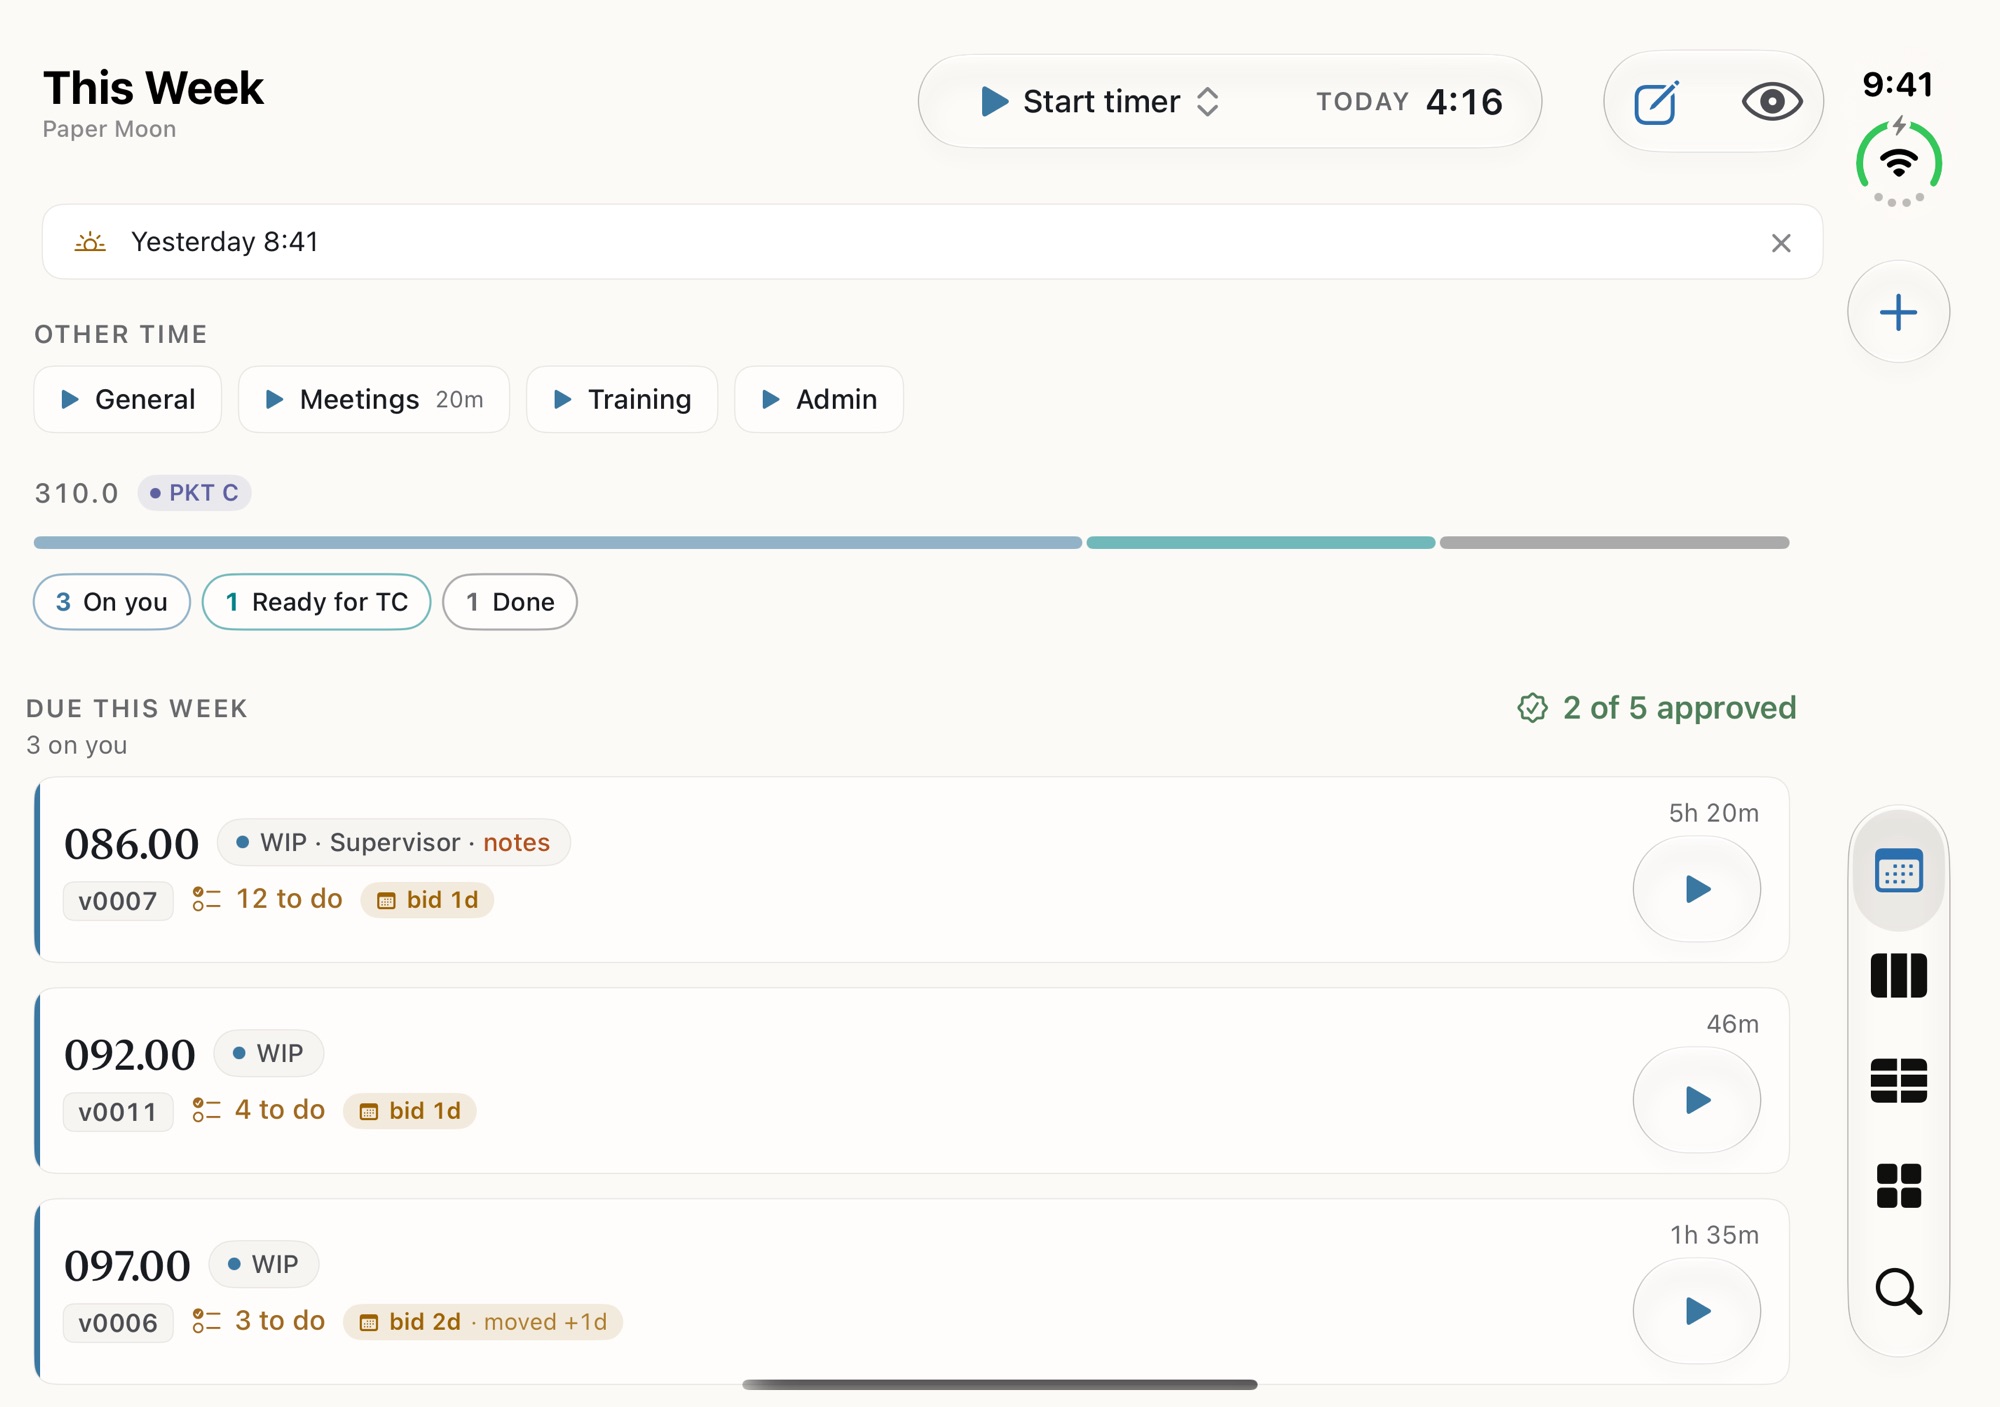 This Week
Paper Moon
Start timer
TODAY 4:16
9:41
Yesterday 8:41
OTHER TIME
General
Meetings 20m
Training
Admin
310.0 PKT C
3 On you
1 Ready for TC
1 Done
DUE THIS WEEK
3 on you
2 of 5 approved
086.00 WIP · Supervisor · notes
5h 20m
v0007 12 to do bid 1d
092.00 WIP
46m
v0011 4 to do bid 1d
097.00 WIP
1h 35m
v0006 3 to do bid 2d · moved +1d